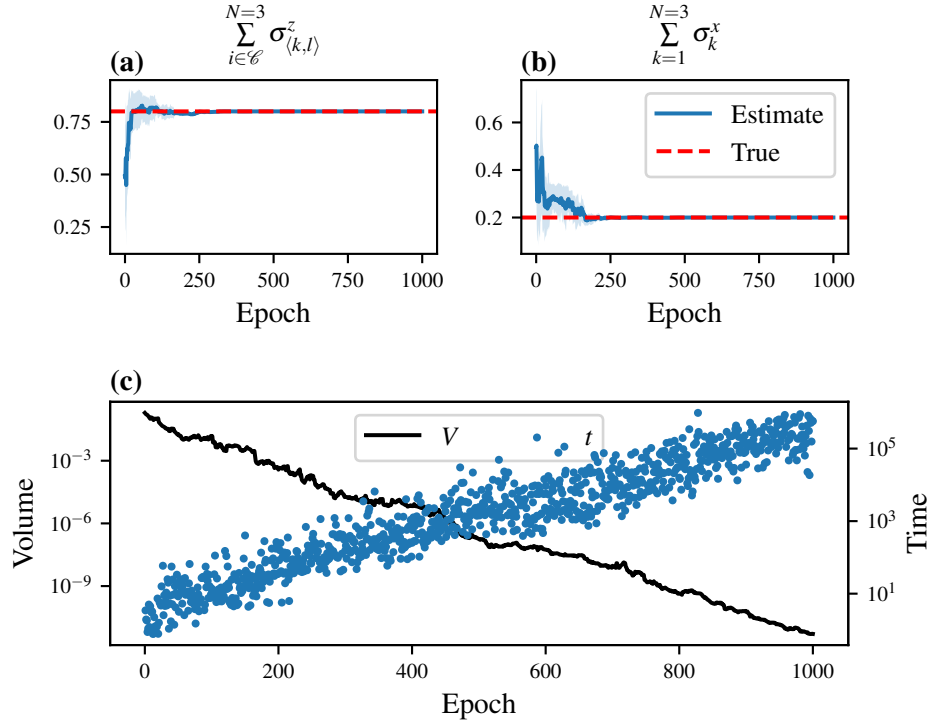 N=3 N=3
∑ σ^z_⟨k,l⟩ ∑ σ^x_k
i∈𝒞 k=1
(a) (b)
0.75 0.6 Estimate
0.50 0.4 True
0.25 0.2
0 250 500 750 1000 0 250 500 750 1000
Epoch Epoch
(c)
V t
10^−3 10^5
10^−6 10^3
10^−9 10^1
Volume Time
0 200 400 600 800 1000
Epoch